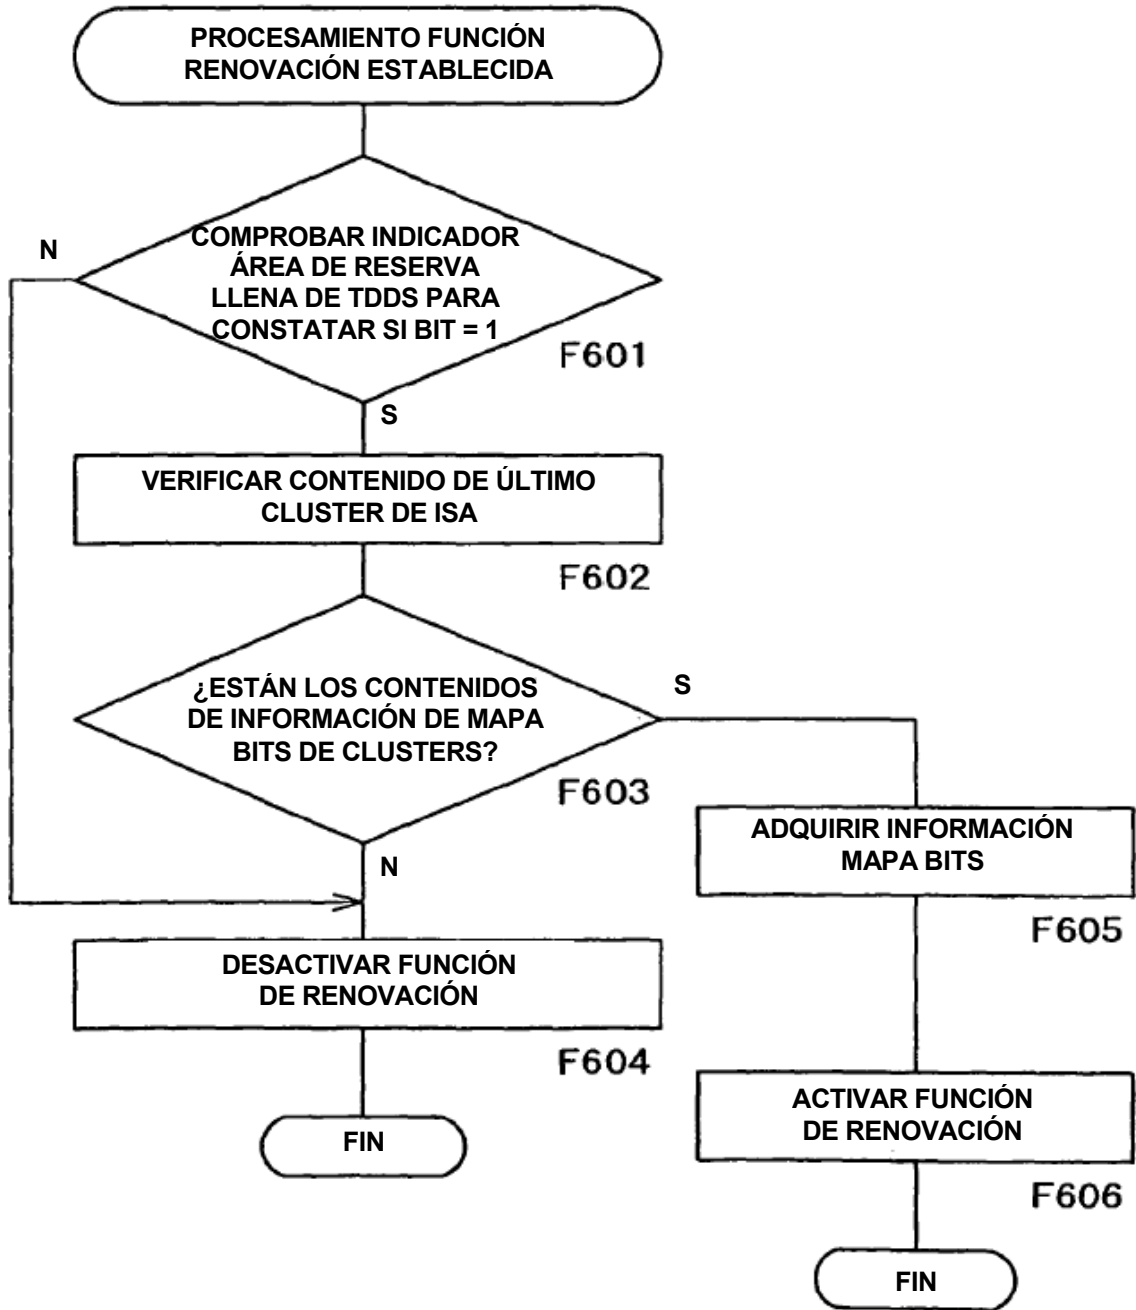 PROCESAMIENTO FUNCIÓN
RENOVACIÓN ESTABLECIDA
N
COMPROBAR INDICADOR
ÁREA DE RESERVA
LLENA DE TDDS PARA
CONSTATAR SI BIT = 1
F601
S
VERIFICAR CONTENIDO DE ÚLTIMO
CLUSTER DE ISA
F602
¿ESTÁN LOS CONTENIDOS
DE INFORMACIÓN DE MAPA
BITS DE CLUSTERS?
S
F603
N
ADQUIRIR INFORMACIÓN
MAPA BITS
F605
DESACTIVAR FUNCIÓN
DE RENOVACIÓN
F604
ACTIVAR FUNCIÓN
DE RENOVACIÓN
F606
FIN
FIN